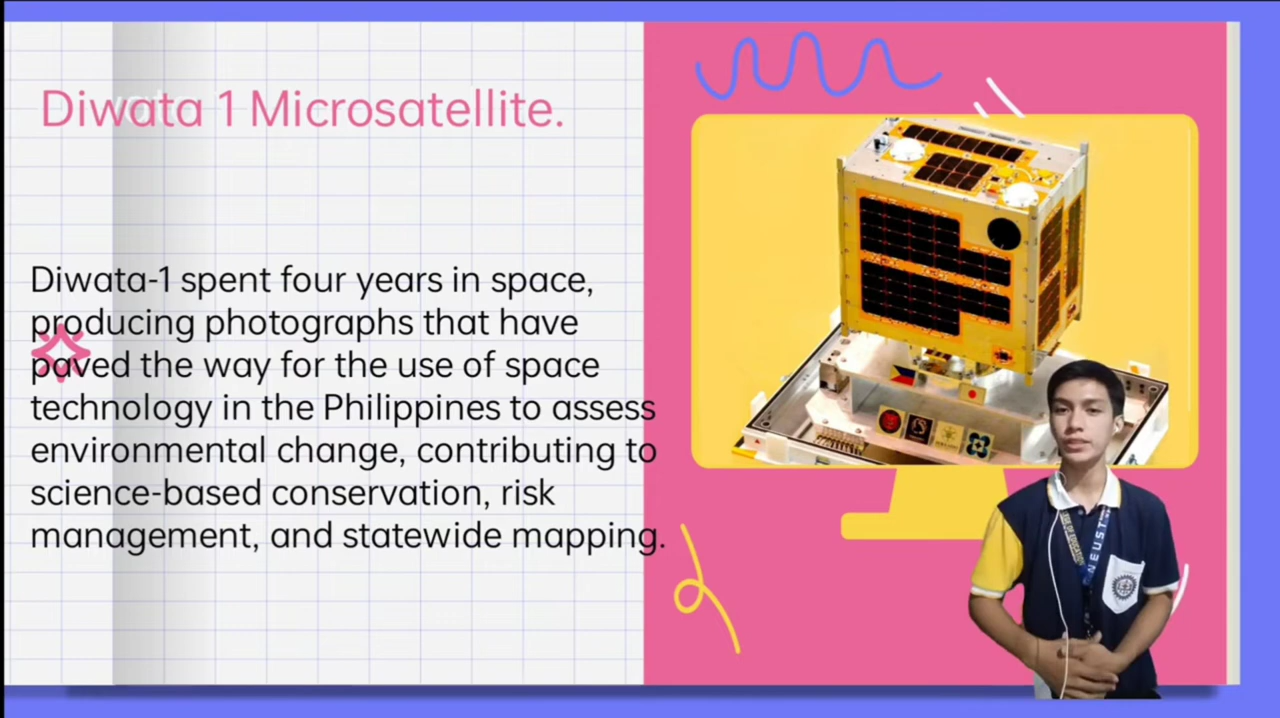 Diwata 1 Microsatellite.
Diwata-1 spent four years in space,
producing photographs that have
paved the way for the use of space
technology in the Philippines to assess
environmental change, contributing to
science-based conservation, risk
management, and statewide mapping.
NEUST